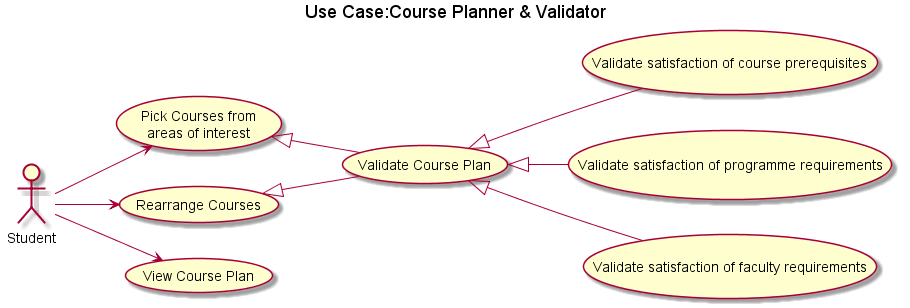 Use Case:Course Planner & Validator
Validate satisfaction of course prerequisites
Pick Courses from
areas of interest
Validate Course Plan
Validate satisfaction of programme requirements
Rearrange Courses
Student
View Course Plan
Validate satisfaction of faculty requirements